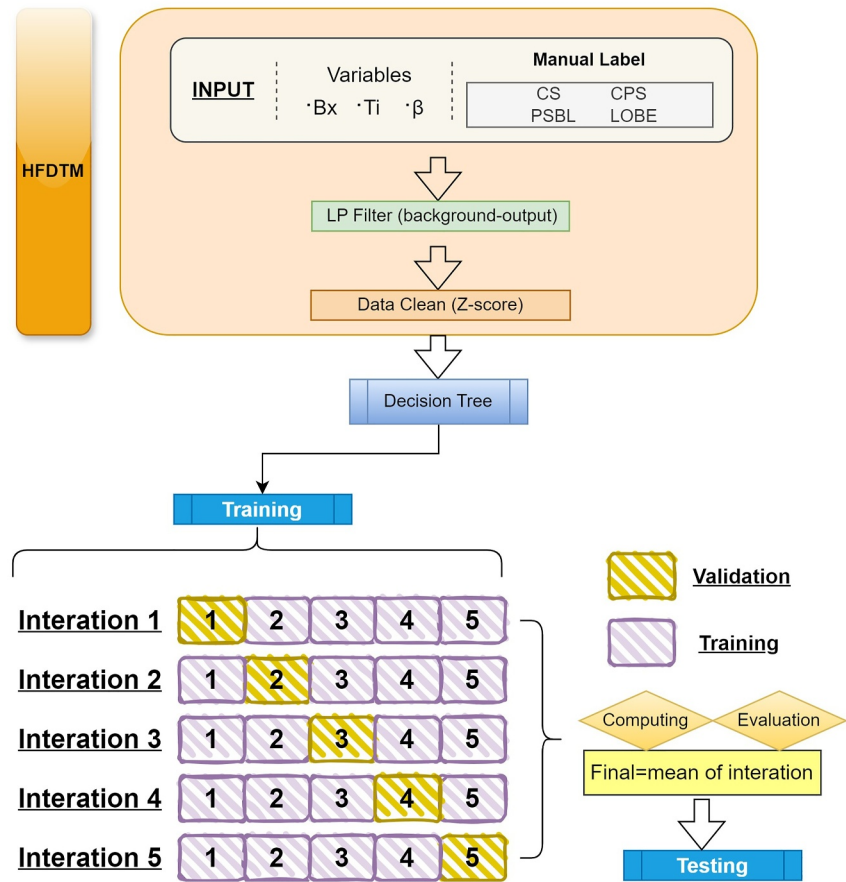 HFDTM
INPUT
Variables
·Bx ·Ti ·β
Manual Label
CS CPS
PSBL LOBE
LP Filter (background-output)
Data Clean (Z-score)
Decision Tree
Training
Interation 1 1 2 3 4 5
Interation 2 1 2 3 4 5
Interation 3 1 2 3 4 5
Interation 4 1 2 3 4 5
Interation 5 1 2 3 4 5
Validation
Training
Computing Evaluation
Final=mean of interation
Testing